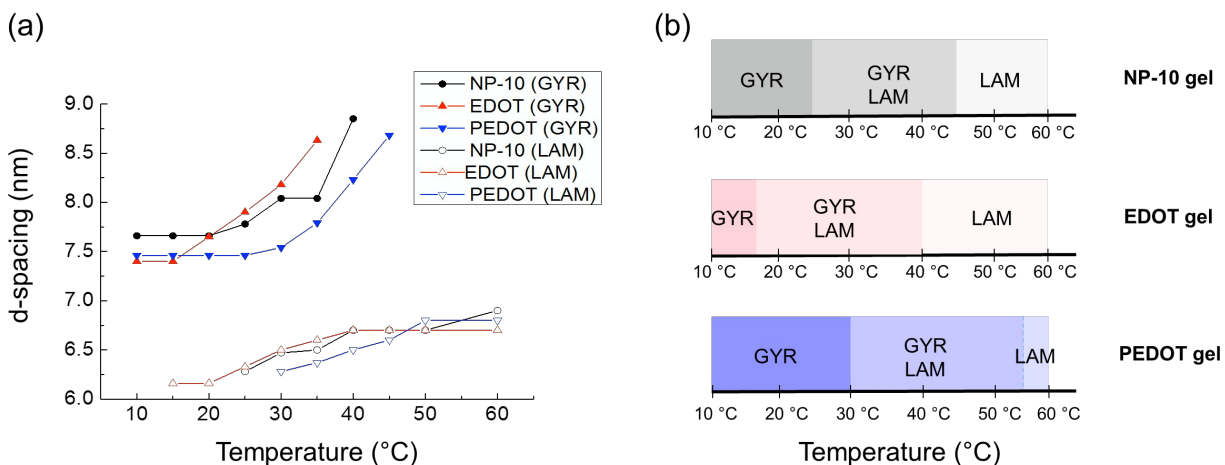 (a)
NP-10 (GYR)
EDOT (GYR)
PEDOT (GYR)
NP-10 (LAM)
EDOT (LAM)
PEDOT (LAM)
9.0
8.5
8.0
7.5
7.0
6.5
6.0
d-spacing (nm)
10 20 30 40 50 60
Temperature (°C)
(b)
GYR
GYR
LAM
LAM
NP-10 gel
10 °C 20 °C 30 °C 40 °C 50 °C 60 °C
GYR
GYR
LAM
LAM
EDOT gel
10 °C 20 °C 30 °C 40 °C 50 °C 60 °C
GYR
GYR
LAM
LAM
PEDOT gel
10 °C 20 °C 30 °C 40 °C 50 °C 60 °C
Temperature (°C)